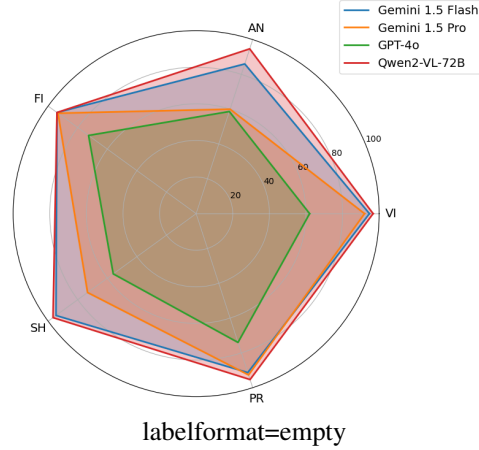 Gemini 1.5 Flash
Gemini 1.5 Pro
GPT-4o
Qwen2-VL-72B
AN
FI
100
80
60
40
20
VI
SH
PR
labelformat=empty